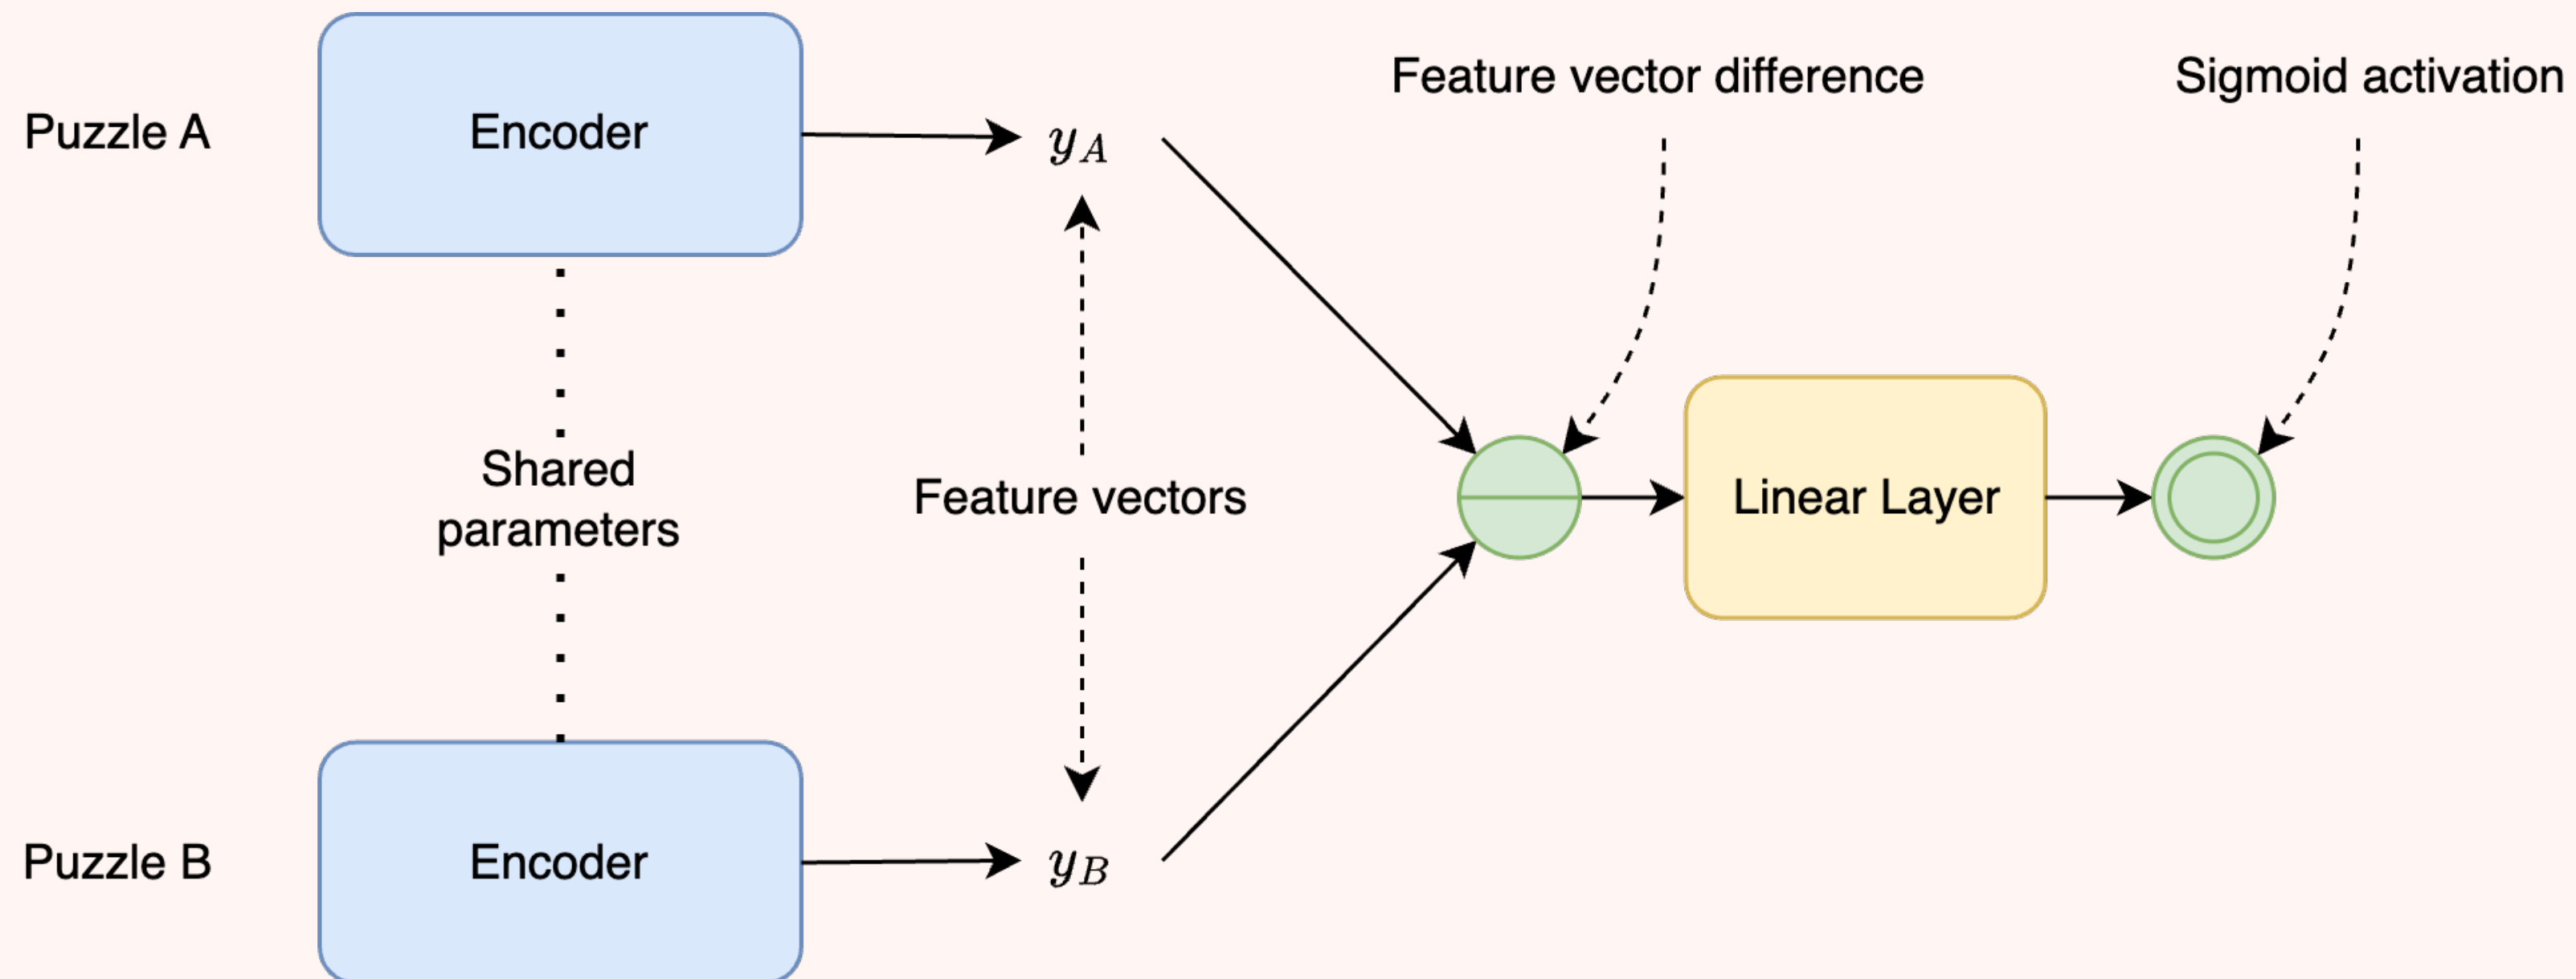 Feature vector difference
Sigmoid activation
Puzzle A
Encoder
y_A
Shared
parameters
Feature vectors
Linear Layer
Puzzle B
Encoder
y_B